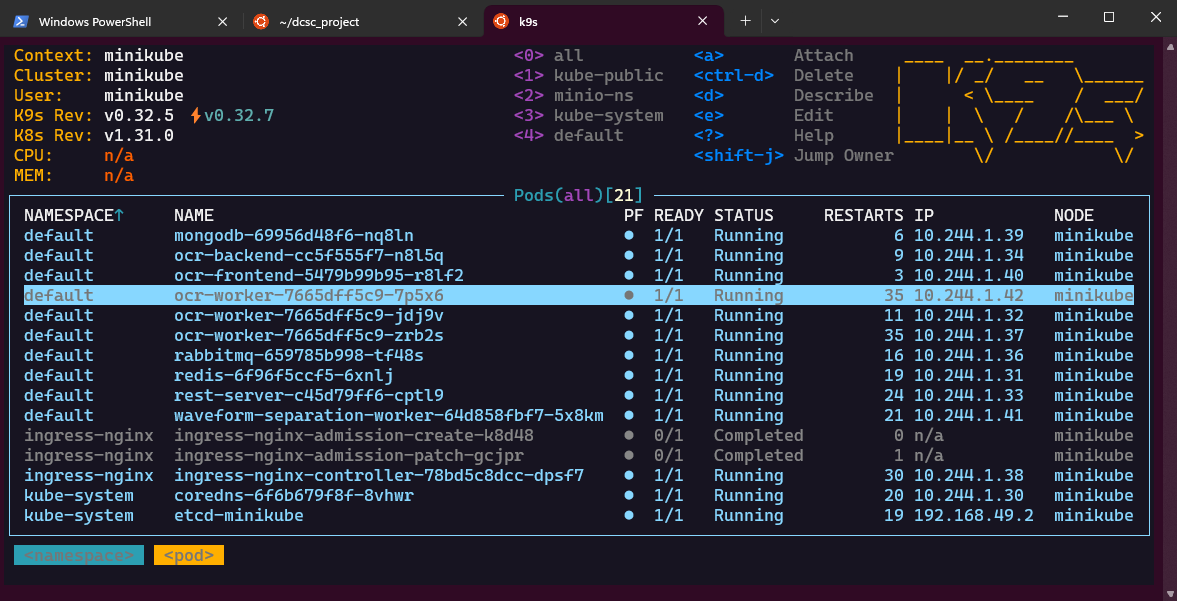 Windows PowerShell ~/dcsc_project k9s
Context: minikube <0> all <a> Attach
Cluster: minikube <1> kube-public <ctrl-d> Delete
User: minikube <2> minio-ns <d> Describe
K9s Rev: v0.32.5 ⚡v0.32.7 <3> kube-system <e> Edit
K8s Rev: v1.31.0 <4> default <?> Help
CPU: n/a <shift-j> Jump Owner
MEM: n/a
Pods(all)[21]
NAMESPACE↑ NAME PF READY STATUS RESTARTS IP NODE
default mongodb-69956d48f6-nq8ln ● 1/1 Running 6 10.244.1.39 minikube
default ocr-backend-cc5f555f7-n8l5q ● 1/1 Running 9 10.244.1.34 minikube
default ocr-frontend-5479b99b95-r8lf2 ● 1/1 Running 3 10.244.1.40 minikube
default ocr-worker-7665dff5c9-7p5x6 ● 1/1 Running 35 10.244.1.42 minikube
default ocr-worker-7665dff5c9-jdj9v ● 1/1 Running 11 10.244.1.32 minikube
default ocr-worker-7665dff5c9-zrb2s ● 1/1 Running 35 10.244.1.37 minikube
default rabbitmq-659785b998-tf48s ● 1/1 Running 16 10.244.1.36 minikube
default redis-6f96f5ccf5-6xnlj ● 1/1 Running 19 10.244.1.31 minikube
default rest-server-c45d79ff6-cptl9 ● 1/1 Running 24 10.244.1.33 minikube
default waveform-separation-worker-64d858fbf7-5x8km ● 1/1 Running 21 10.244.1.41 minikube
ingress-nginx ingress-nginx-admission-create-k8d48 ● 0/1 Completed 0 n/a minikube
ingress-nginx ingress-nginx-admission-patch-gcjpr ● 0/1 Completed 1 n/a minikube
ingress-nginx ingress-nginx-controller-78bd5c8dcc-dpsf7 ● 1/1 Running 30 10.244.1.38 minikube
kube-system coredns-6f6b679f8f-8vhwr ● 1/1 Running 20 10.244.1.30 minikube
kube-system etcd-minikube ● 1/1 Running 19 192.168.49.2 minikube
<namespace> <pod>